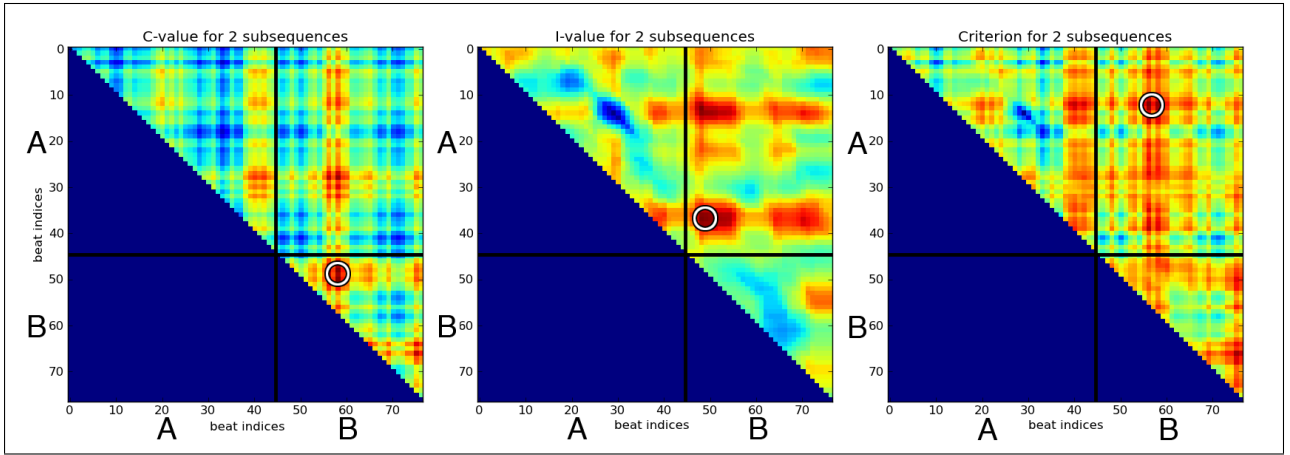 C-value for 2 subsequences
0
10
20
30
40
50
60
70
A
B
beat indices
0 10 20 30 40 50 60 70
A B
beat indices
I-value for 2 subsequences
0
10
20
30
40
50
60
70
A
B
0 10 20 30 40 50 60 70
A B
beat indices
Criterion for 2 subsequences
0
10
20
30
40
50
60
70
A
B
0 10 20 30 40 50 60 70
A B
beat indices